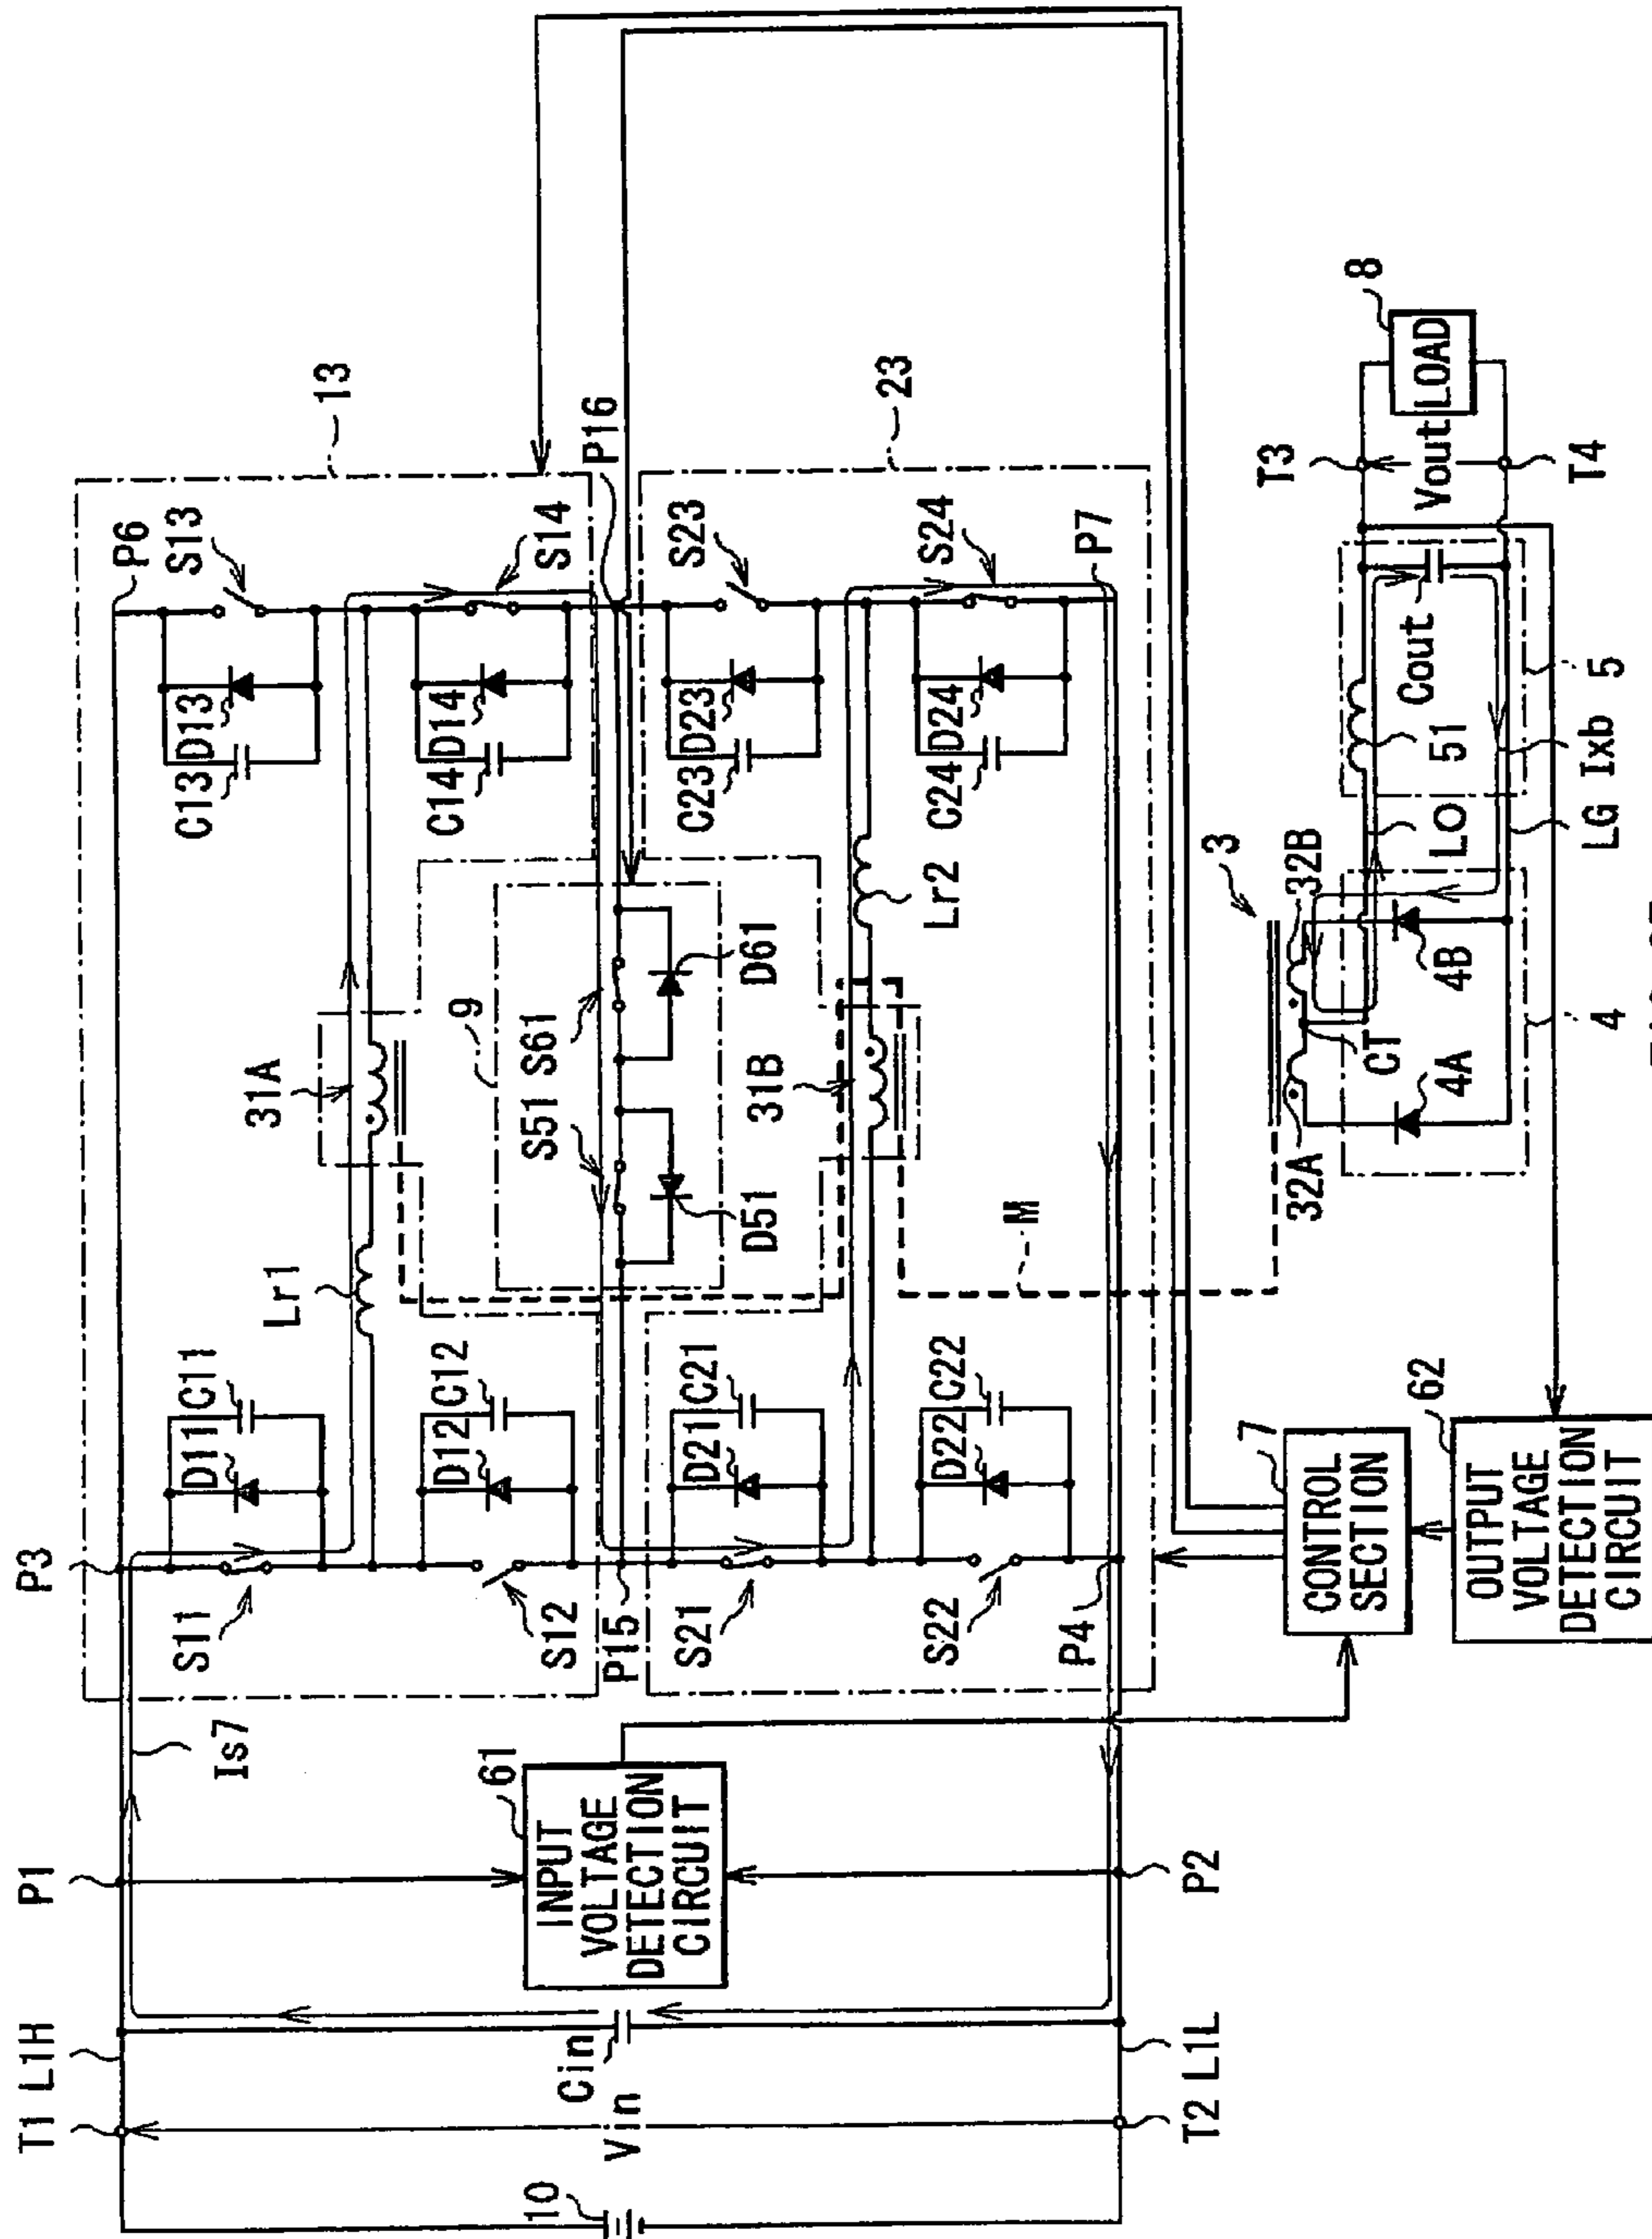 T1
L1H
P1
P3
P6
S13
13
Is7
S11
D11
C11
Lr1
31A
C13
D13
S14
S12
D12
C12
C14
D14
P16
10
Vin
Cin
61
INPUT
VOLTAGE
DETECTION
CIRCUIT
P15
9
S51
S61
D51
D61
S23
23
S21
D21
C21
31B
C23
D23
S24
S22
D22
C22
Lr2
C24
D24
P7
T2
L1L
P2
P4
M
7
CONTROL
SECTION
3
32A
32B
CT
4A
4B
4
LO
LG
Ixb
51
5
Cout
T3
Vout
T4
8
LOAD
62
OUTPUT
VOLTAGE
DETECTION
CIRCUIT